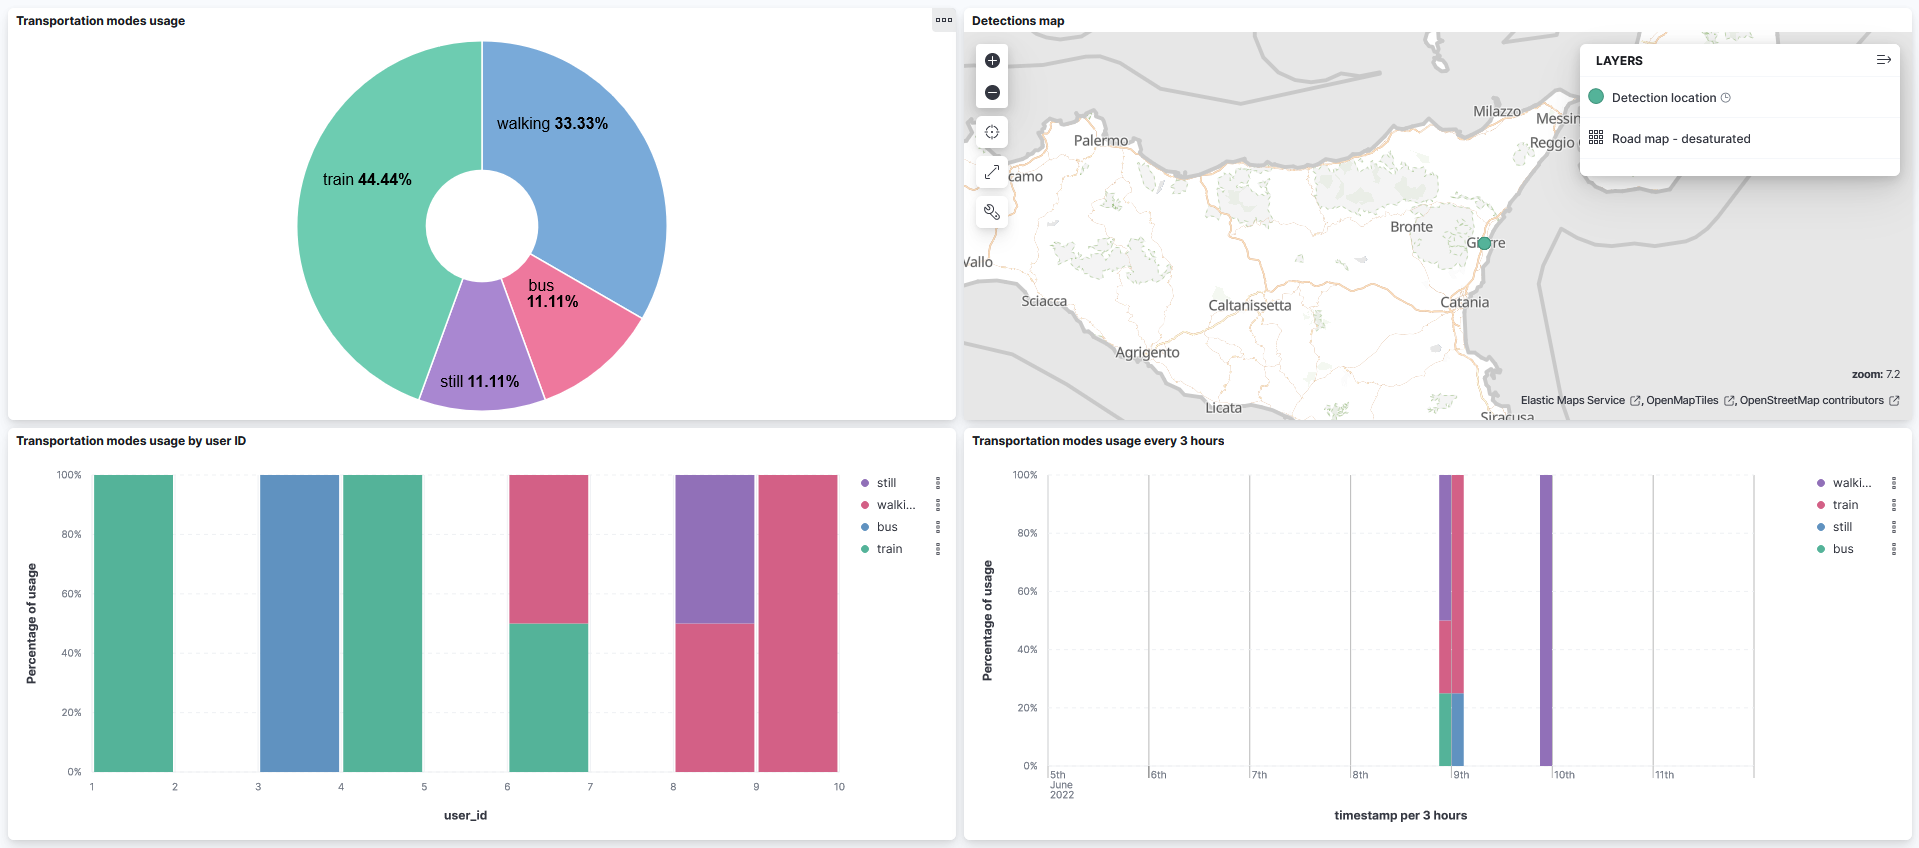 Transportation modes usage
walking 33.33%
train 44.44%
bus
11.11%
still 11.11%
Detections map
LAYERS
Detection location
Road map - desaturated
Milazzo
Messin
Reggio
Palermo
camo
Bronte
Giarre
Vallo
Sciacca
Caltanissetta
Catania
Agrigento
Licata
Siracusa
zoom: 7.2
Elastic Maps Service , OpenMapTiles , OpenStreetMap contributors
Transportation modes usage by user ID
Percentage of usage
100%
80%
60%
40%
20%
0%
1 2 3 4 5 6 7 8 9 10
user_id
still
walki...
bus
train
Transportation modes usage every 3 hours
Percentage of usage
100%
80%
60%
40%
20%
0%
5th 6th 7th 8th 9th 10th 11th
June
2022
timestamp per 3 hours
walki...
train
still
bus